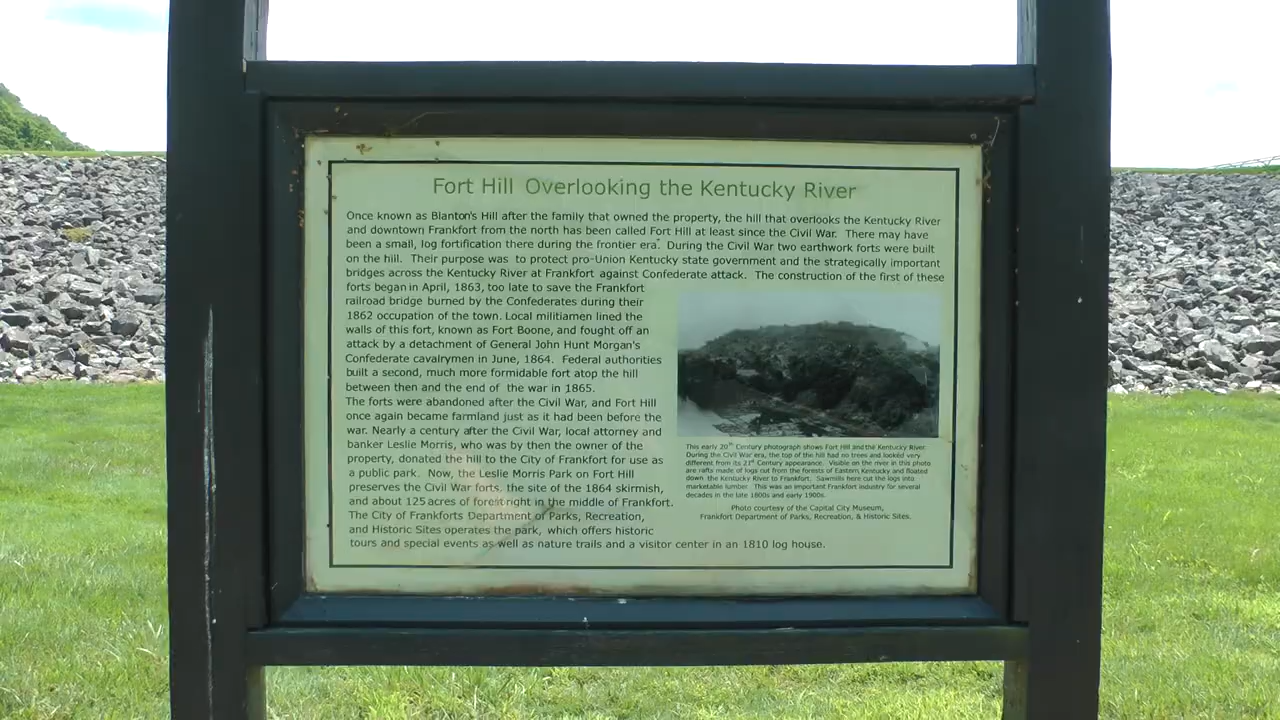 Fort Hill Overlooking the Kentucky River
Once known as Blanton's Hill after the family that owned the property, the hill that overlooks the Kentucky River
and downtown Frankfort from the north has been called Fort Hill at least since the Civil War. There may have
been a small, log fortification there during the frontier era. During the Civil War two earthwork forts were built
on the hill. Their purpose was to protect pro-Union Kentucky state government and the strategically important
bridges across the Kentucky River at Frankfort against Confederate attack. The construction of the first of these
forts began in April, 1863, too late to save the Frankfort
railroad bridge burned by the Confederates during their
1862 occupation of the town. Local militiamen lined the
walls of this fort, known as Fort Boone, and fought off an
attack by a detachment of General John Hunt Morgan's
Confederate cavalrymen in June, 1864. Federal authorities
built a second, much more formidable fort atop the hill
between then and the end of the war in 1865.
The forts were abandoned after the Civil War, and Fort Hill
once again became farmland just as it had been before the
war. Nearly a century after the Civil War, local attorney and
banker Leslie Morris, who was by then the owner of the
property, donated the hill to the City of Frankfort for use as
a public park. Now, the Leslie Morris Park on Fort Hill
preserves the Civil War forts, the site of the 1864 skirmish,
and about 125 acres of forest right in the middle of Frankfort.
The City of Frankforts Department of Parks, Recreation,
and Historic Sites operates the park, which offers historic
tours and special events as well as nature trails and a visitor center in an 1810 log house.
This early 20th Century photograph shows Fort Hill and the Kentucky River.
During the Civil War era, the top of the hill had no trees and looked very
different from its 21st Century appearance. Visible on the river in this photo
are rafts made of logs cut from the forests of Eastern Kentucky and floated
down the Kentucky River to Frankfort. Sawmills here cut the logs into
marketable lumber. This was an important Frankfort industry for several
decades in the late 1800s and early 1900s.
Photo courtesy of the Capital City Museum,
Frankfort Department of Parks, Recreation, & Historic Sites.